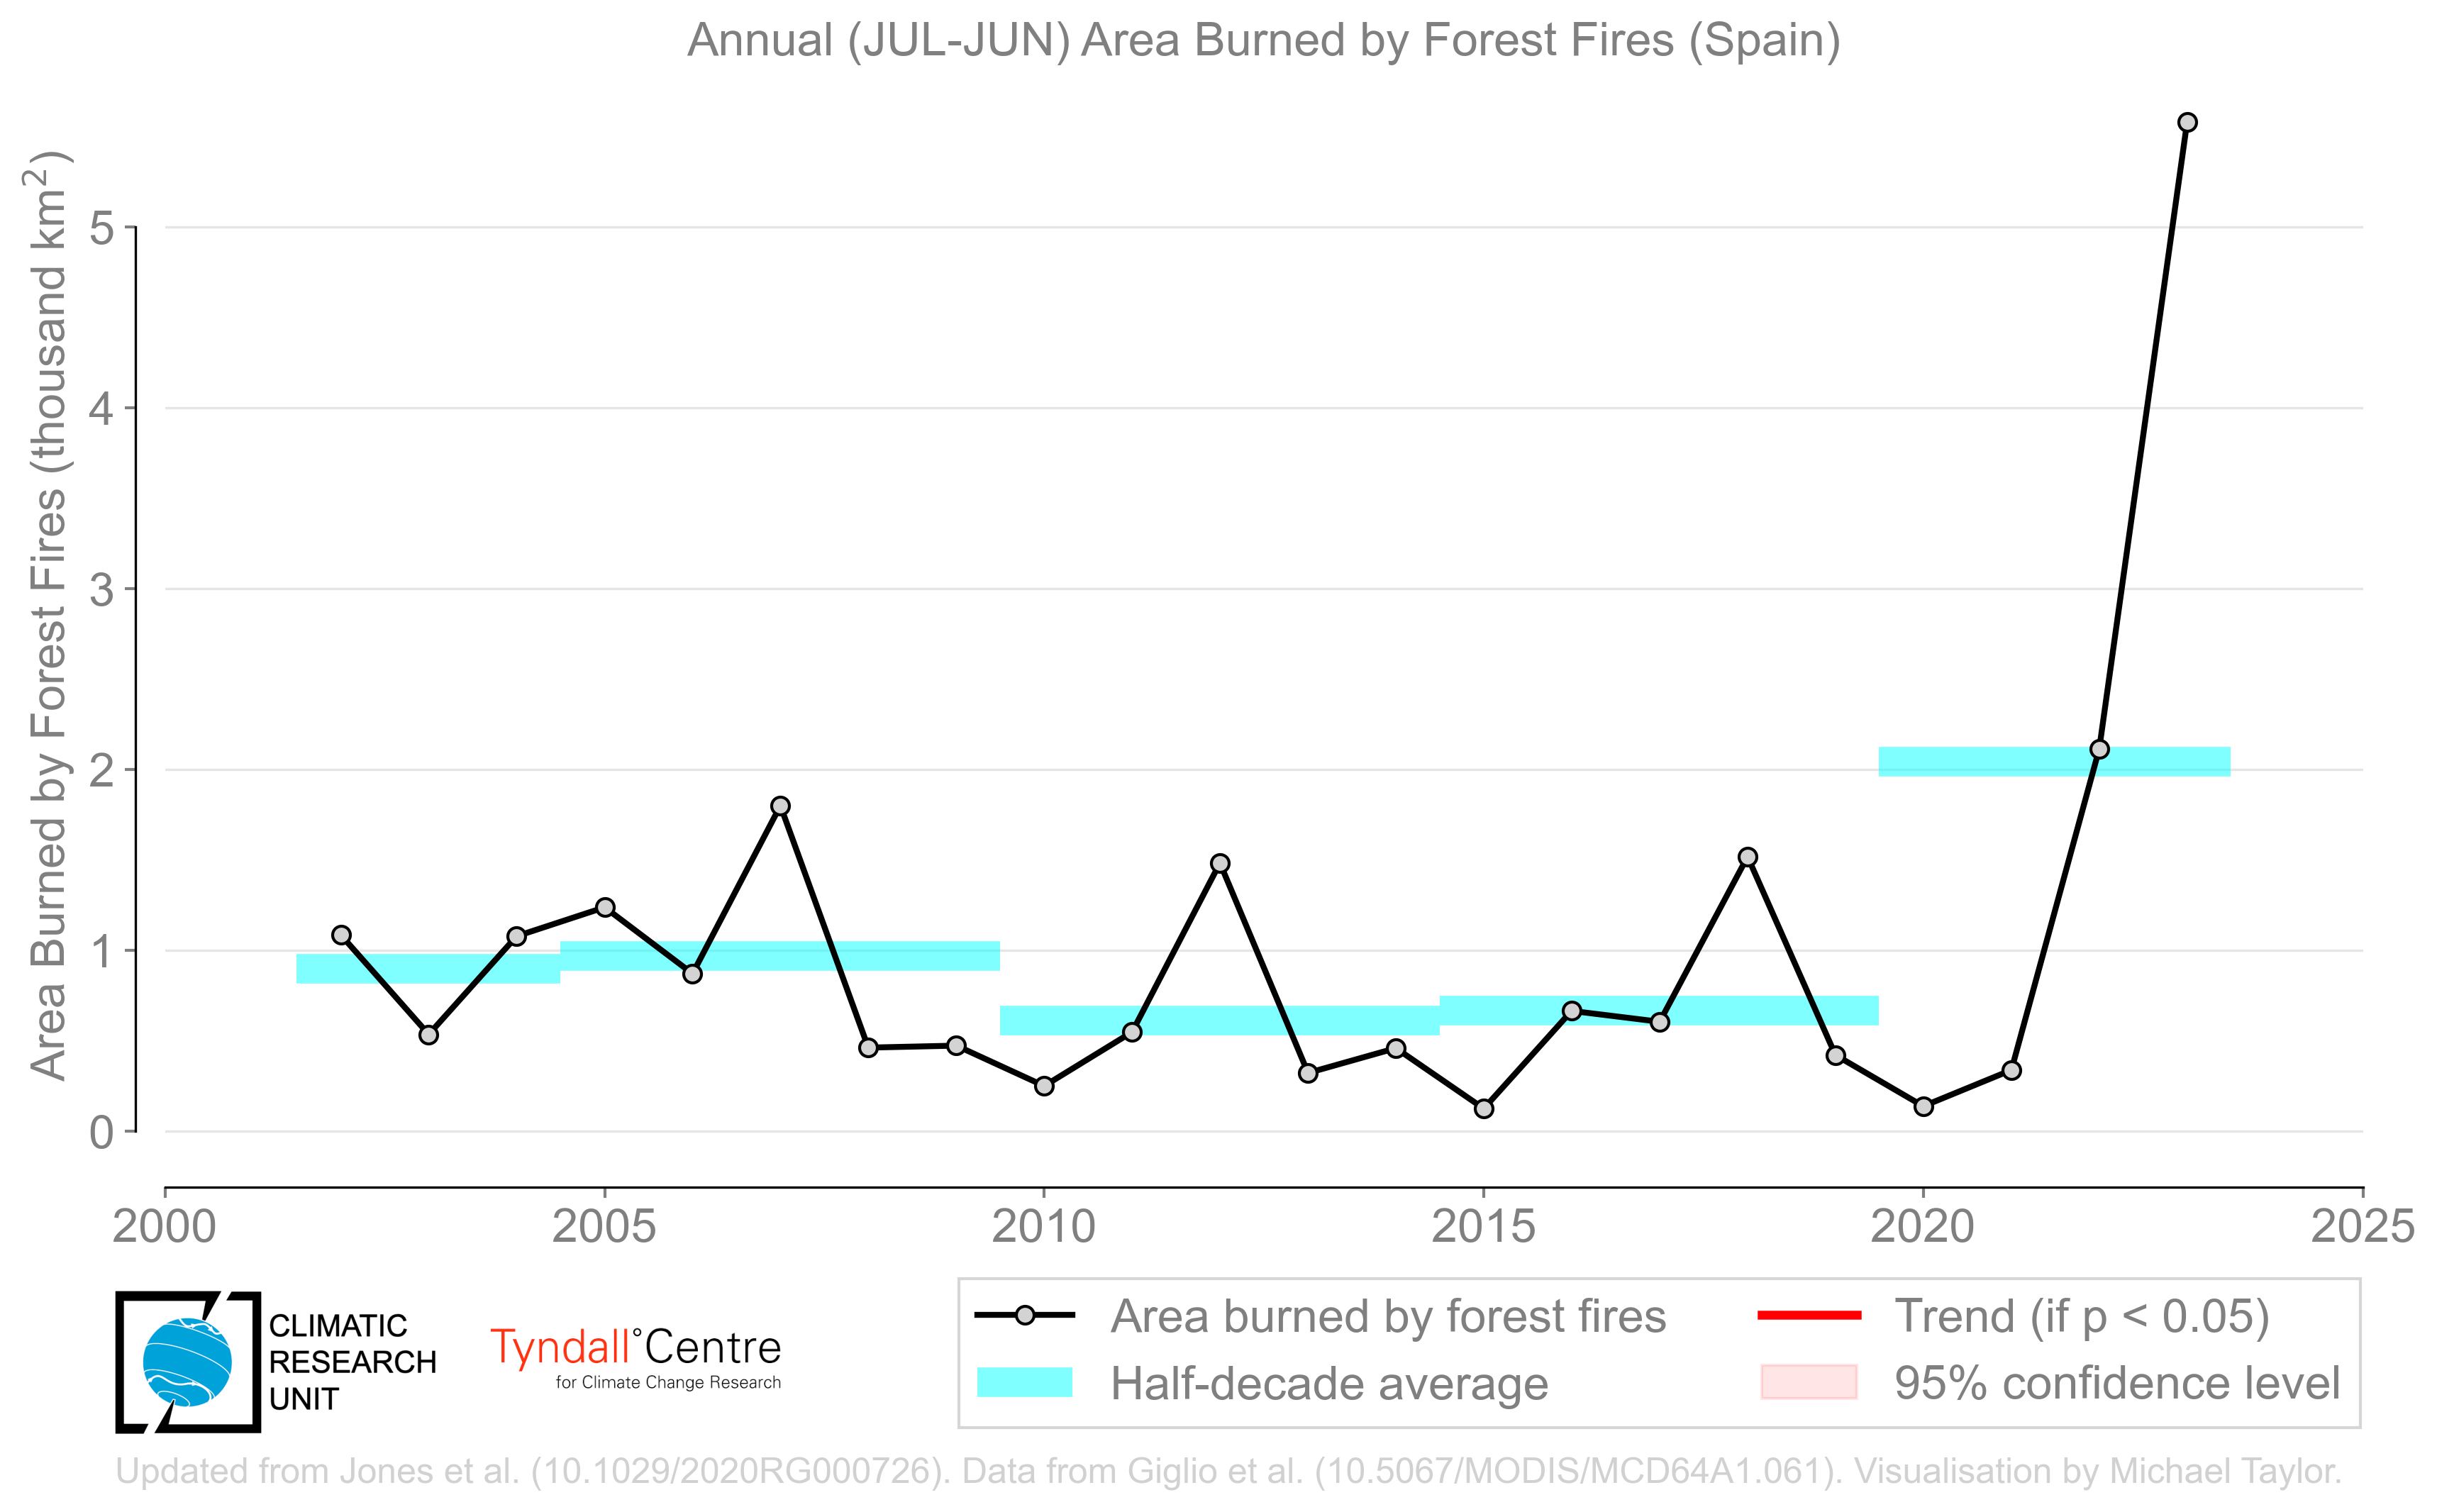 Annual (JUL-JUN) Area Burned by Forest Fires (Spain)
Area Burned by Forest Fires (thousand km²)
5
4
3
2
1
0
2000 2005 2010 2015 2020 2025
CLIMATIC
RESEARCH
UNIT
Tyndall°Centre
for Climate Change Research
Area burned by forest fires
Half-decade average
Trend (if p < 0.05)
95% confidence level
Updated from Jones et al. (10.1029/2020RG000726). Data from Giglio et al. (10.5067/MODIS/MCD64A1.061). Visualisation by Michael Taylor.